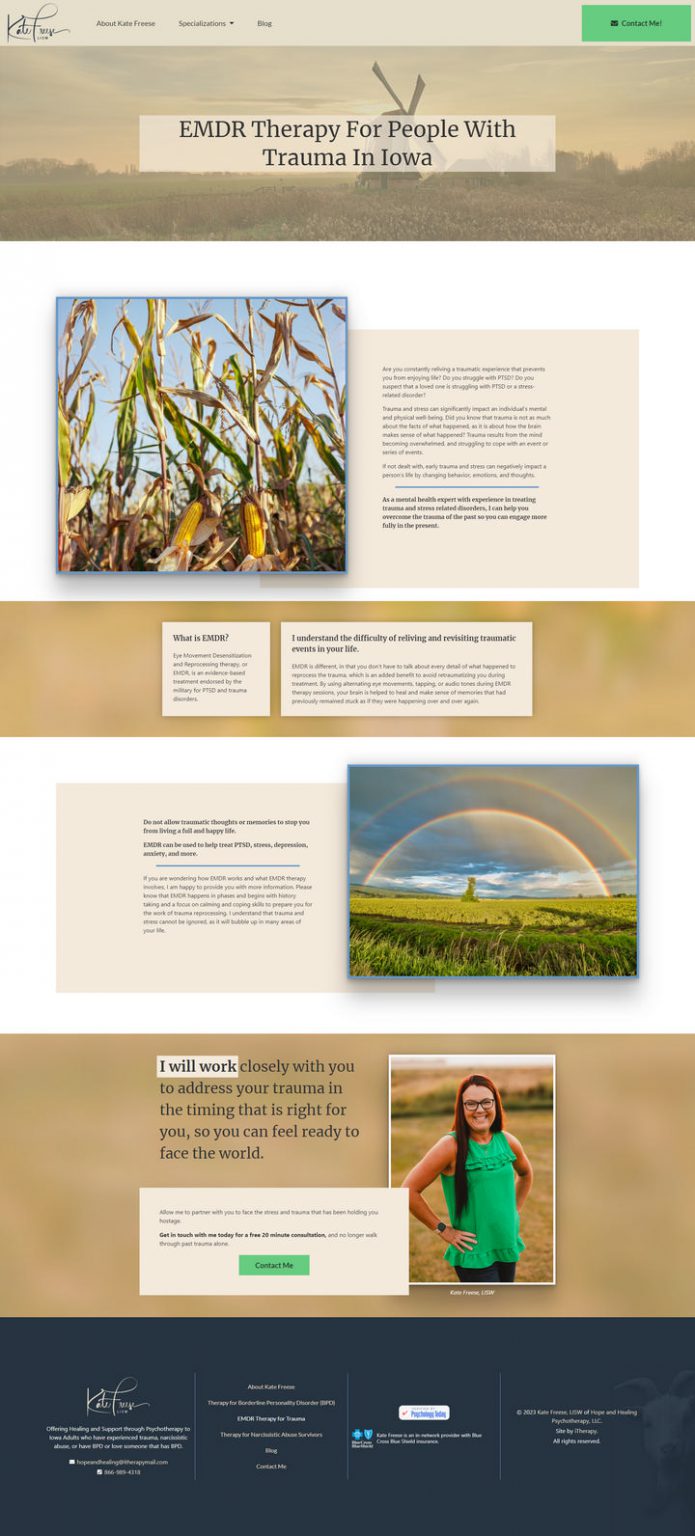 Kate Freese
LISW
About Kate Freese
Specializations
Blog
Contact Me!
EMDR Therapy For People With
Trauma In Iowa
Are you constantly reliving a traumatic experience that prevents
you from enjoying life? Do you struggle with PTSD? Do you
suspect that a loved one is struggling with PTSD or a stress-
related disorder?
Trauma and stress can significantly impact an individual's mental
and physical well-being. Did you know that trauma is not as much
about the facts of what happened, as it is about how the brain
makes sense of what happened? Trauma results from the mind
becoming overwhelmed, and struggling to cope with an event or
series of events.
If not dealt with, early trauma and stress can negatively impact a
person's life by changing behavior, emotions, and thoughts.
As a mental health expert with experience in treating
trauma and stress related disorders, I can help you
overcome the trauma of the past so you can engage more
fully in the present.
What is EMDR?
Eye Movement Desensitization
and Reprocessing therapy, or
EMDR, is an evidence-based
treatment endorsed by the
military for PTSD and trauma
disorders.
I understand the difficulty of reliving and revisiting traumatic
events in your life.
EMDR is different, in that you don't have to talk about every detail of what happened to
reprocess the trauma, which is an added benefit to avoid retraumatizing you during
treatment. By using alternating eye movements, tapping, or audio tones during EMDR
therapy sessions, your brain is helped to heal and make sense of memories that had
previously remained stuck as if they were happening over and over again.
Do not allow traumatic thoughts or memories to stop you
from living a full and happy life.
EMDR can be used to help treat PTSD, stress, depression,
anxiety, and more.
If you are wondering how EMDR works and what EMDR therapy
involves, I am happy to provide you with more information. Please
know that EMDR happens in phases and begins with history
taking and a focus on calming and coping skills to prepare you for
the work of trauma reprocessing. I understand that trauma and
stress cannot be ignored, as it will bubble up in many areas of
your life.
I will work closely with you
to address your trauma in
the timing that is right for
you, so you can feel ready to
face the world.
Allow me to partner with you to face the stress and trauma that has been holding you
hostage.
Get in touch with me today for a free 20 minute consultation, and no longer walk
through past trauma alone.
Contact Me
Kate Freese, LISW
Kate Freese
LISW
Offering Healing and Support through Psychotherapy to
Iowa Adults who have experienced trauma, narcissistic
abuse, or have BPD or love someone that has BPD.
hopeandhealing@itherapymail.com
866-989-4318
About Kate Freese
Therapy for Borderline Personality Disorder (BPD)
EMDR Therapy for Trauma
Therapy for Narcissistic Abuse Survivors
Blog
Contact Me
Psychology Today
BlueCross
BlueShield
Kate Freese is an in network provider with Blue
Cross Blue Shield insurance.
© 2023 Kate Freese, LISW of Hope and Healing
Psychotherapy, LLC.
Site by iTherapy.
All rights reserved.